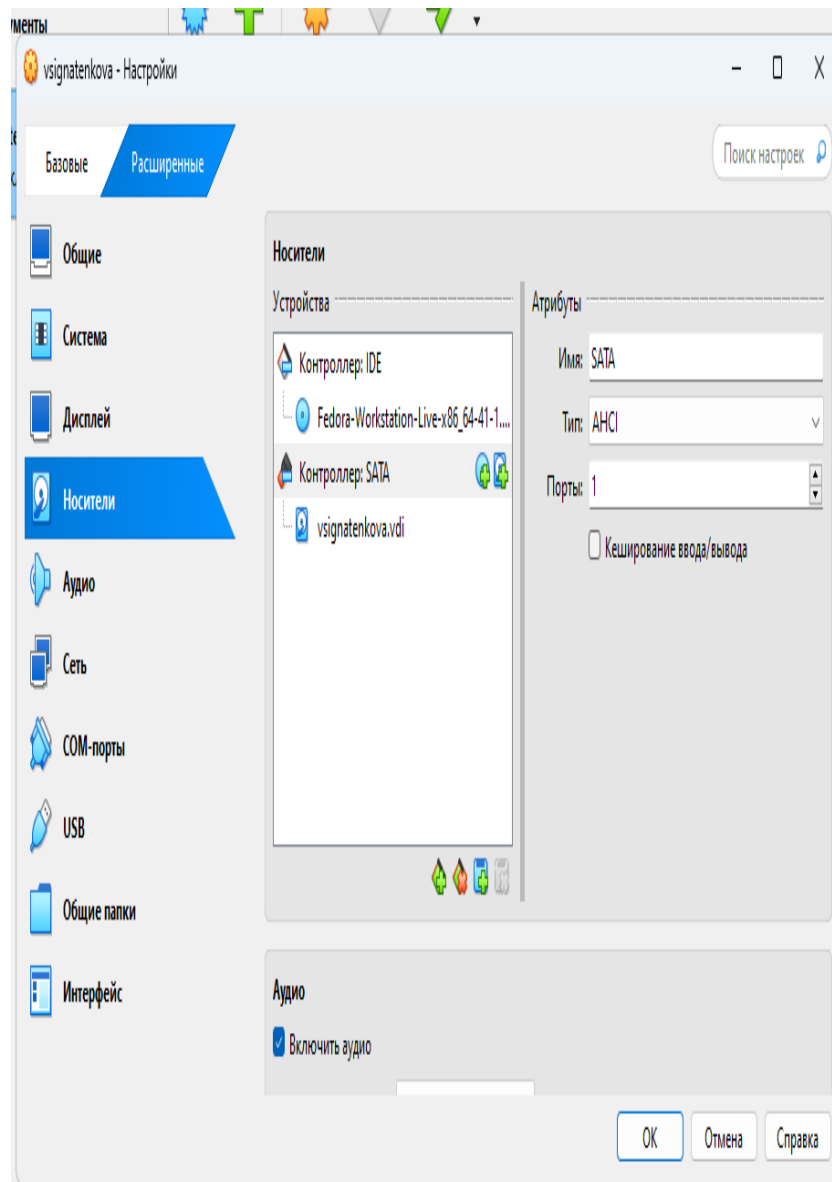 vsignatenkova - Настройки
Базовые
Расширенные
Поиск настроек
Общие
Система
Дисплей
Носители
Аудио
Сеть
COM-порты
USB
Общие папки
Интерфейс
Носители
Устройства
Контроллер: IDE
Fedora-Workstation-Live-x86_64-41-1....
Контроллер: SATA
vsignatenkova.vdi
Атрибуты
Имя: SATA
Тип: AHCI
Порты: 1
Кеширование ввода/вывода
Аудио
Включить аудио
OK
Отмена
Справка